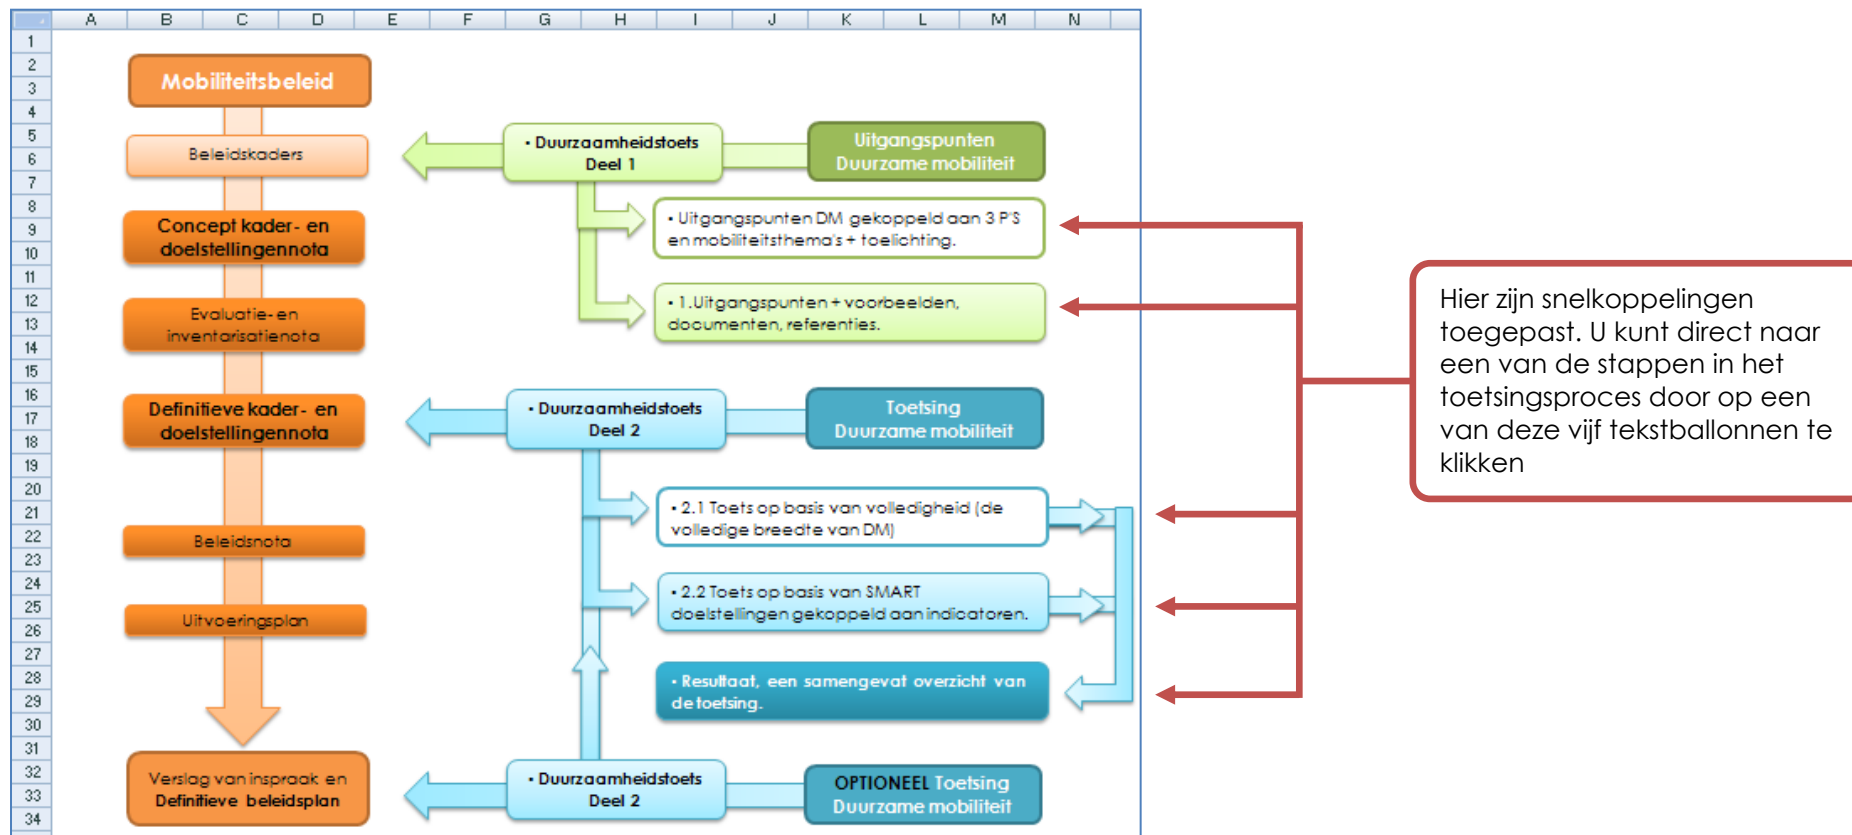 A B C D E F G H I J K L M N
1
2
3
4
5
6
7
8
9
10
11
12
13
14
15
16
17
18
19
20
21
22
23
24
25
26
27
28
29
30
31
32
33
34
Mobiliteitsbeleid
Beleidskaders
Concept kader- en
doelstellingennota
Evaluatie- en
inventarisatienota
Definitieve kader- en
doelstellingennota
Beleidsnota
Uitvoeringsplan
Verslag van inspraak en
Definitieve beleidsplan
• Duurzaamheidstoets
Deel 1
Uitgangspunten
Duurzame mobiliteit
• Uitgangspunten DM gekoppeld aan 3 P'S
en mobiliteitsthema's + toelichting.
• 1.Uitgangspunten + voorbeelden,
documenten, referenties.
• Duurzaamheidstoets
Deel 2
Toetsing
Duurzame mobiliteit
• 2.1 Toets op basis van volledigheid (de
volledige breedte van DM)
• 2.2 Toets op basis van SMART
doelstellingen gekoppeld aan indicatoren.
• Resultaat, een samengevat overzicht van
de toetsing.
• Duurzaamheidstoets
Deel 2
OPTIONEEL Toetsing
Duurzame mobiliteit
Hier zijn snelkoppelingen
toegepast. U kunt direct naar
een van de stappen in het
toetsingsproces door op een
van deze vijf tekstballonnen te
klikken